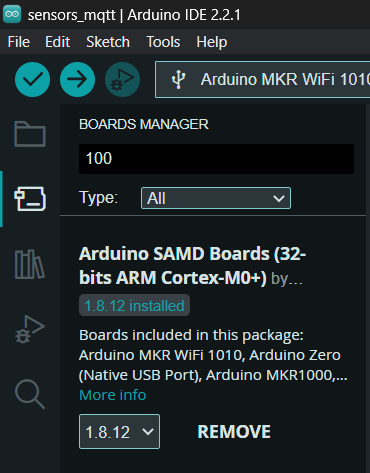 sensors_mqtt | Arduino IDE 2.2.1
File Edit Sketch Tools Help
Arduino MKR WiFi 1010
BOARDS MANAGER
100
Type: All
Arduino SAMD Boards (32-
bits ARM Cortex-M0+) by...
1.8.12 installed
Boards included in this package:
Arduino MKR WiFi 1010, Arduino Zero
(Native USB Port), Arduino MKR1000,...
More info
1.8.12 REMOVE